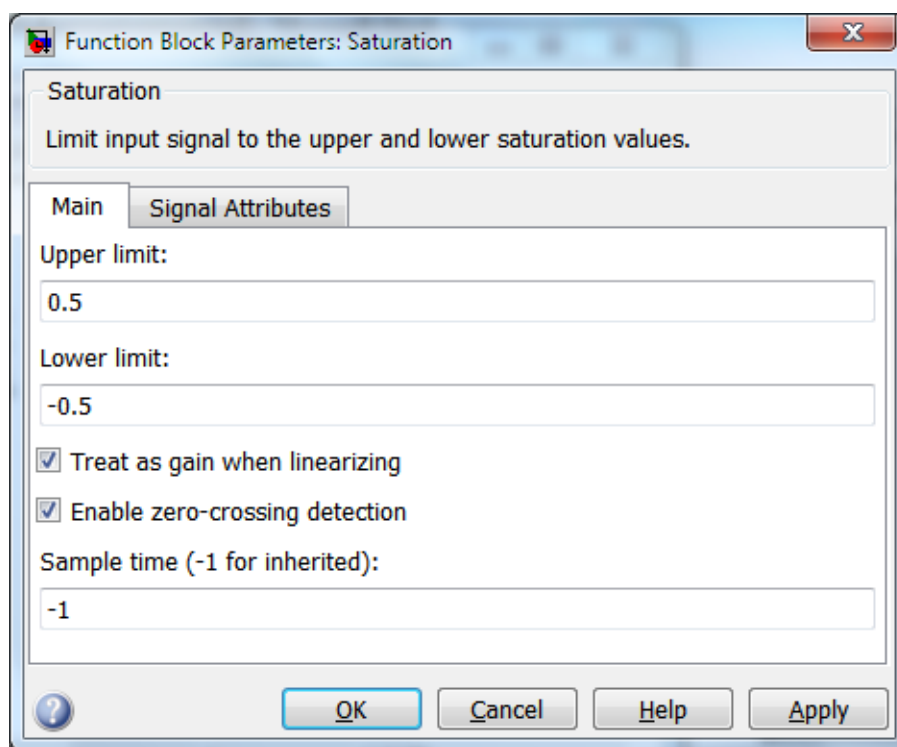 Function Block Parameters: Saturation
Saturation
Limit input signal to the upper and lower saturation values.
Main Signal Attributes
Upper limit:
0.5
Lower limit:
-0.5
Treat as gain when linearizing
Enable zero-crossing detection
Sample time (-1 for inherited):
-1
? OK Cancel Help Apply